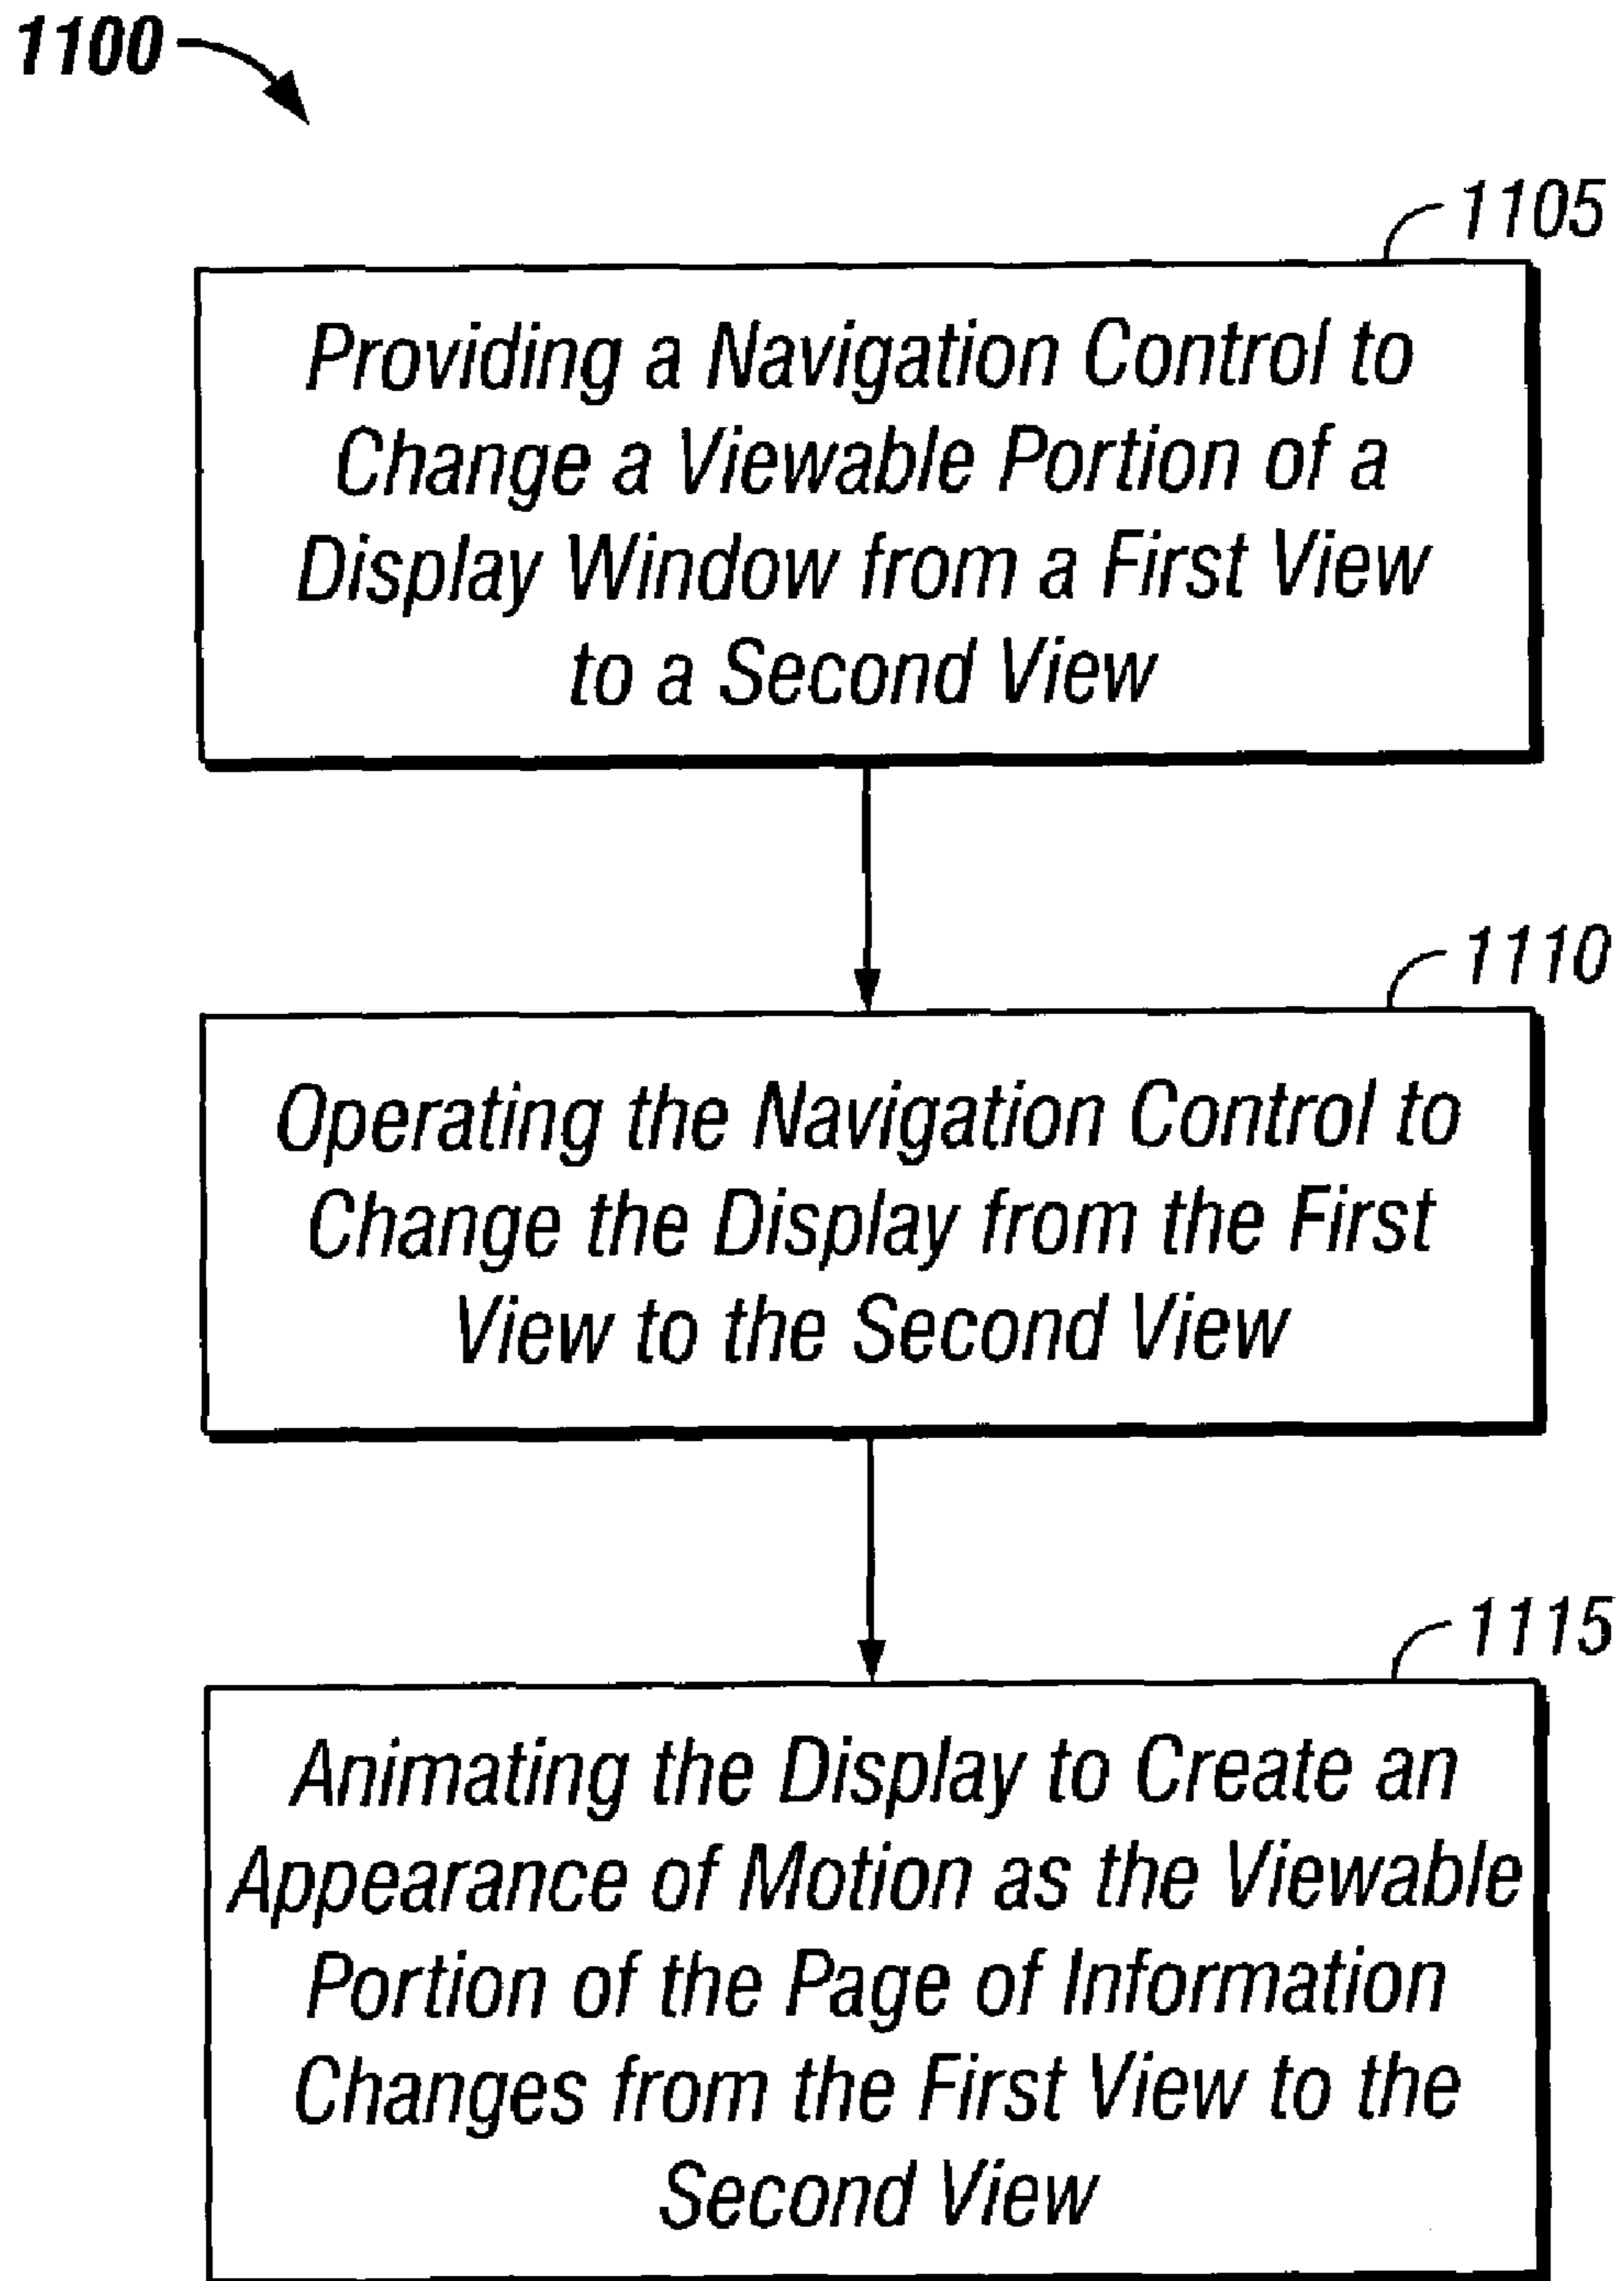 1100
1105
Providing a Navigation Control to
Change a Viewable Portion of a
Display Window from a First View
to a Second View
1110
Operating the Navigation Control to
Change the Display from the First
View to the Second View
1115
Animating the Display to Create an
Appearance of Motion as the Viewable
Portion of the Page of Information
Changes from the First View to the
Second View